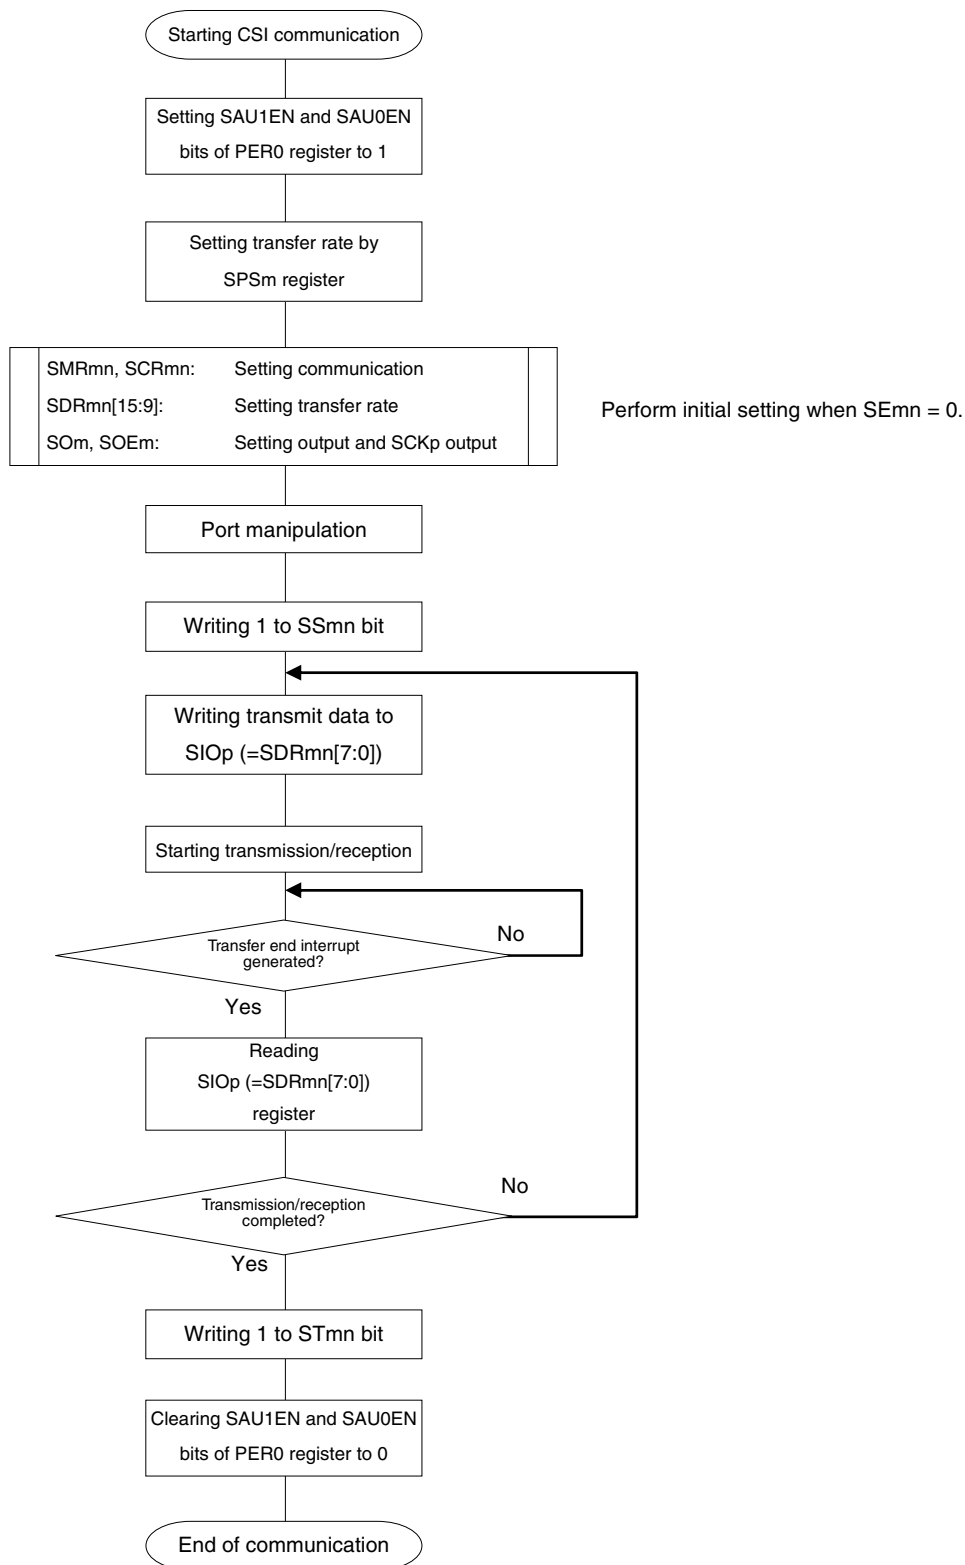 Starting CSI communication
Setting SAU1EN and SAU0EN
bits of PER0 register to 1
Setting transfer rate by
SPSm register
SMRmn, SCRmn: Setting communication
SDRmn[15:9]: Setting transfer rate
SOm, SOEm: Setting output and SCKp output
Perform initial setting when SEmn = 0.
Port manipulation
Writing 1 to SSmn bit
Writing transmit data to
SIOp (=SDRmn[7:0])
Starting transmission/reception
Transfer end interrupt
generated?
No
Yes
Reading
SIOp (=SDRmn[7:0])
register
Transmission/reception
completed?
No
Yes
Writing 1 to STmn bit
Clearing SAU1EN and SAU0EN
bits of PER0 register to 0
End of communication